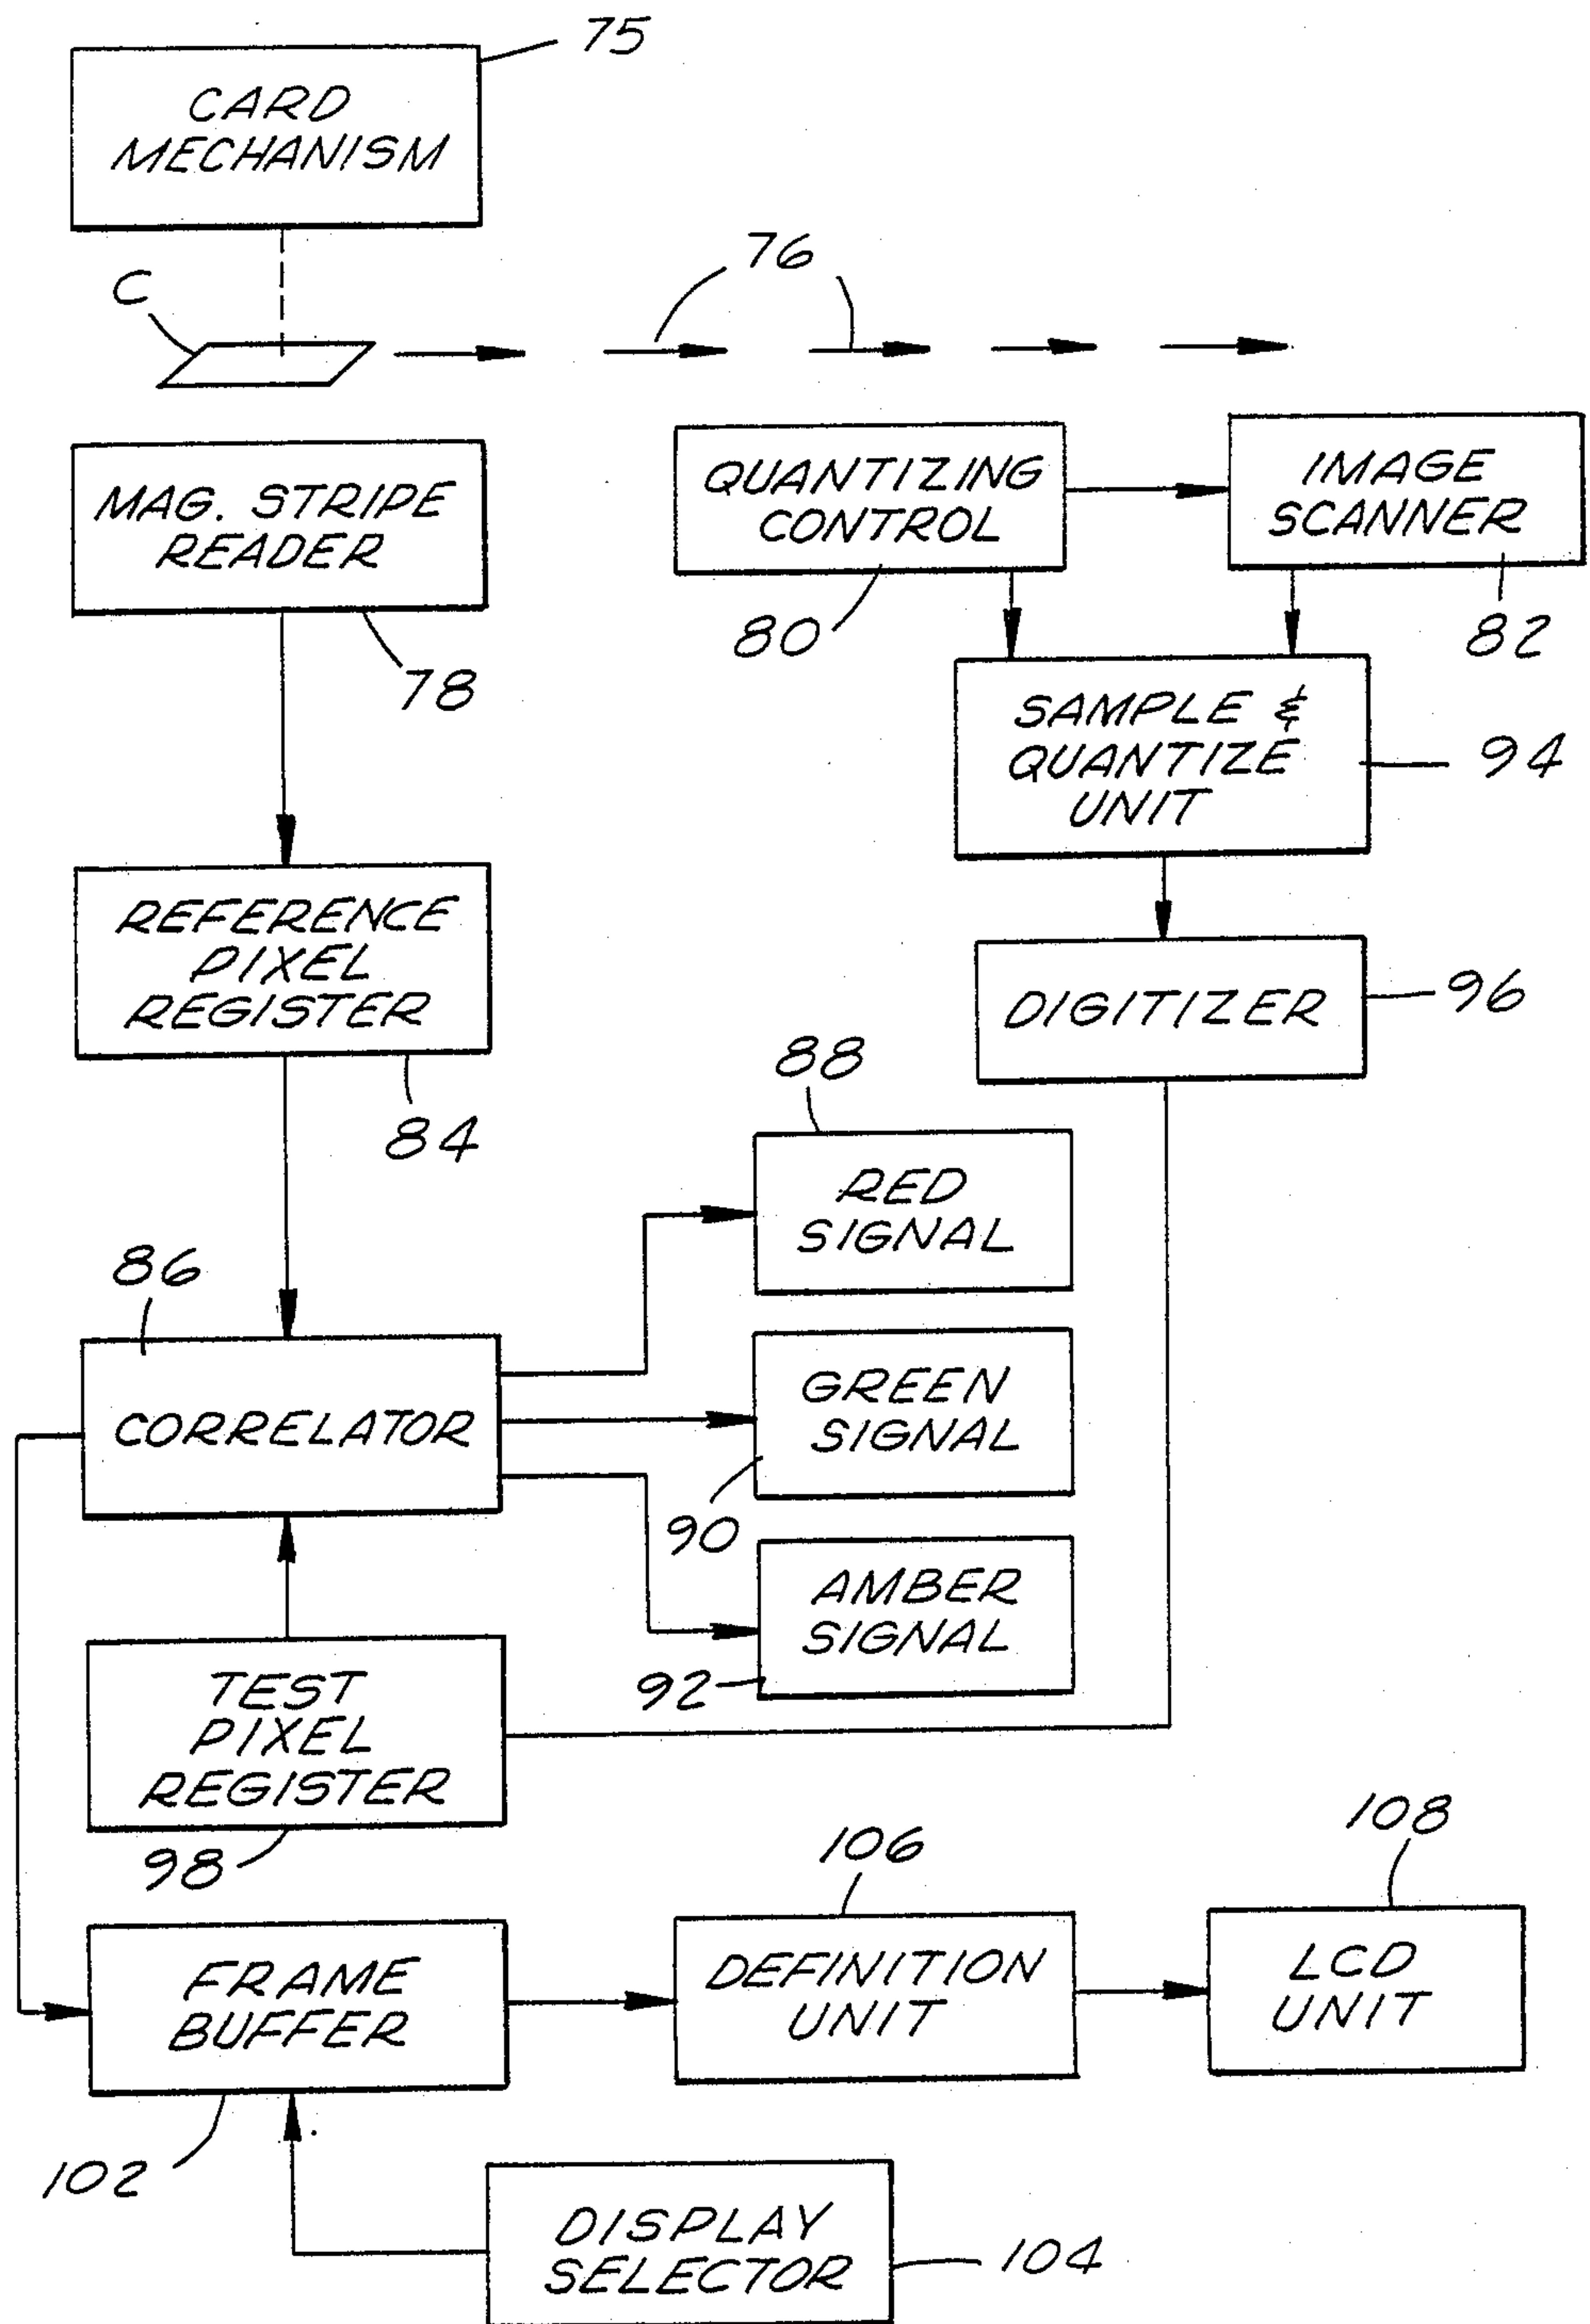 75
CARD
MECHANISM
C
76
MAG. STRIPE
READER
78
QUANTIZING
CONTROL
80
IMAGE
SCANNER
82
SAMPLE &
QUANTIZE
UNIT
94
REFERENCE
PIXEL
REGISTER
84
DIGITIZER
96
88
RED
SIGNAL
86
CORRELATOR
GREEN
SIGNAL
90
AMBER
SIGNAL
92
TEST
PIXEL
REGISTER
98
FRAME
BUFFER
102
106
DEFINITION
UNIT
108
LCD
UNIT
DISPLAY
SELECTOR
104